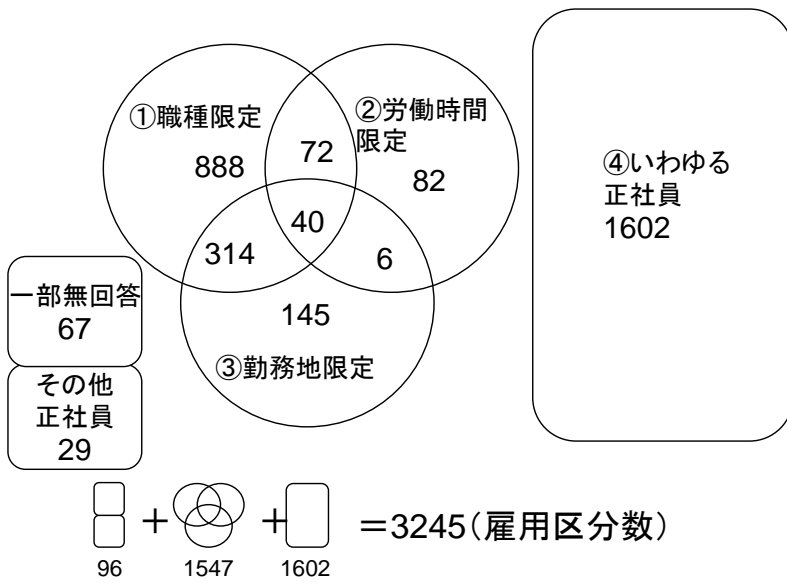 ①職種限定
888
72
②労働時間
限定
82
40
314
6
145
③勤務地限定
④いわゆる
正社員
1602
一部無回答
67
その他
正社員
29
＋ ＋ ＝3245（雇用区分数）
96 1547 1602